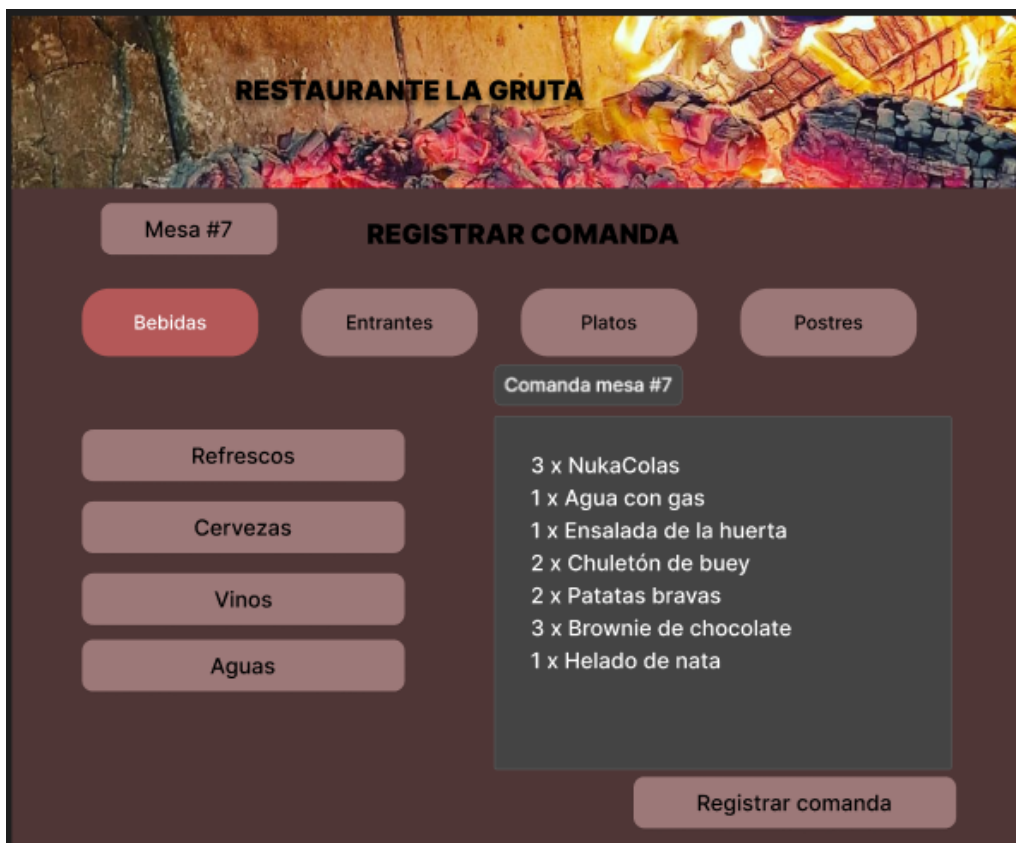 RESTAURANTE LA GRUTA
Mesa #7
REGISTRAR COMANDA
Bebidas
Entrantes
Platos
Postres
Comanda mesa #7
Refrescos
Cervezas
Vinos
Aguas
3 x NukaColas
1 x Agua con gas
1 x Ensalada de la huerta
2 x Chuletón de buey
2 x Patatas bravas
3 x Brownie de chocolate
1 x Helado de nata
Registrar comanda